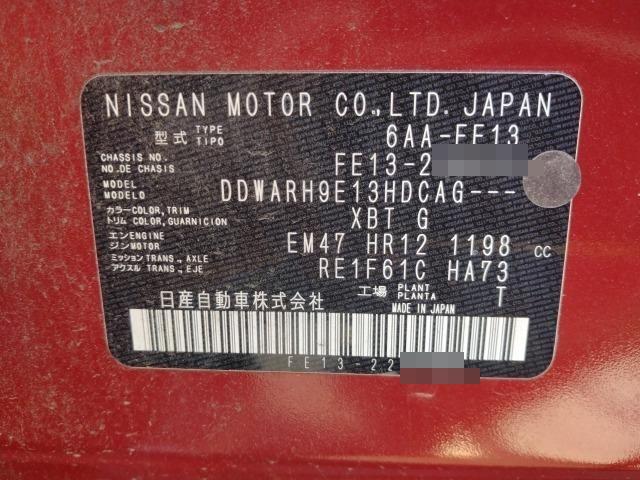 NISSAN MOTOR CO.,LTD. JAPAN
型式 TYPE TIPO 6AA-FE13
CHASSIS NO. NO.DE CHASIS FE13-2
MODEL MODELO DDWARH9E13HDCAG---
カラー COLOR, TRIM トリム COLOR, GUARNICION XBT G
エンジン ENGINE MOTOR EM47 HR12 1198 CC
ミッション TRANS., AXLE アクスル TRANS., EJE RE1F61C HA73
工場 PLANT PLANTA T
日産自動車株式会社 MADE IN JAPAN
FE13-22